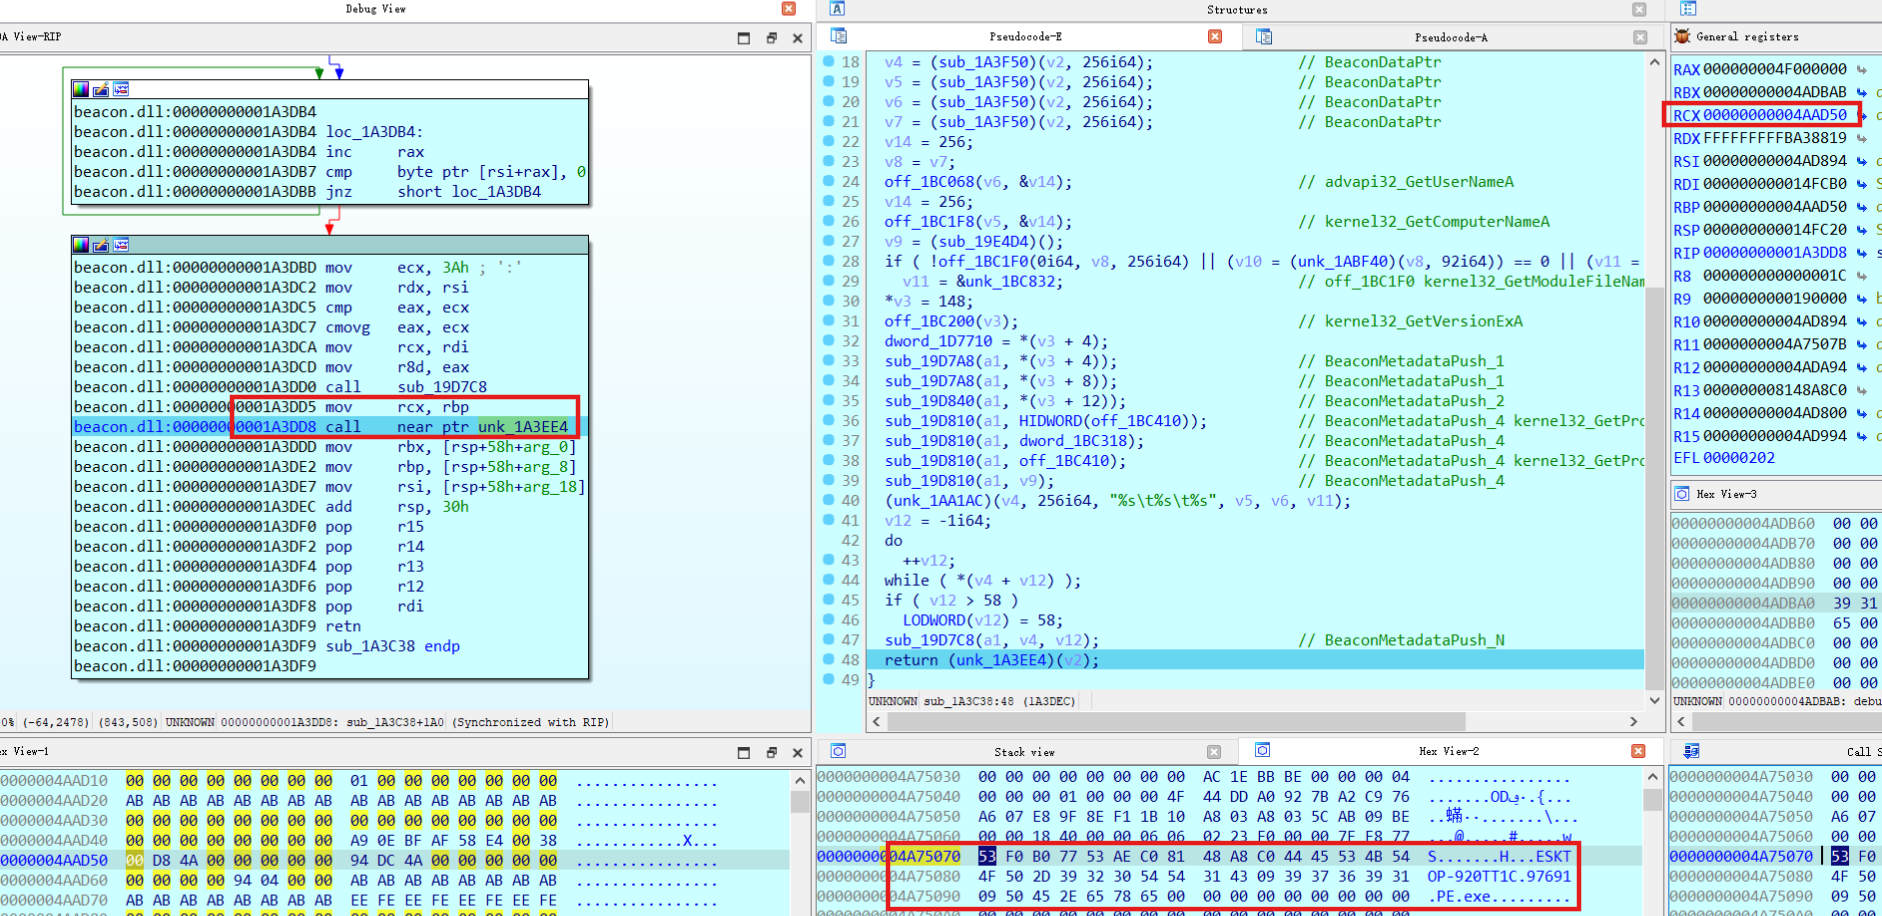 Debug View
Structures
DA View-RIP
Pseudocode-E
Pseudocode-A
General registers
beacon.dll:00000000001A3DB4
beacon.dll:00000000001A3DB4 loc_1A3DB4:
beacon.dll:00000000001A3DB4 inc rax
beacon.dll:00000000001A3DB7 cmp byte ptr [rsi+rax], 0
beacon.dll:00000000001A3DBB jnz short loc_1A3DB4
beacon.dll:00000000001A3DBD mov ecx, 3Ah ; ':'
beacon.dll:00000000001A3DC2 mov rdx, rsi
beacon.dll:00000000001A3DC5 cmp eax, ecx
beacon.dll:00000000001A3DC7 cmovg eax, ecx
beacon.dll:00000000001A3DCA mov rcx, rdi
beacon.dll:00000000001A3DCD mov r8d, eax
beacon.dll:00000000001A3DD0 call sub_19D7C8
beacon.dll:00000000001A3DD5 mov rcx, rbp
beacon.dll:00000000001A3DD8 call near ptr unk_1A3EE4
beacon.dll:00000000001A3DDD mov rbx, [rsp+58h+arg_0]
beacon.dll:00000000001A3DE2 mov rbp, [rsp+58h+arg_8]
beacon.dll:00000000001A3DE7 mov rsi, [rsp+58h+arg_18]
beacon.dll:00000000001A3DEC add rsp, 30h
beacon.dll:00000000001A3DF0 pop r15
beacon.dll:00000000001A3DF2 pop r14
beacon.dll:00000000001A3DF4 pop r13
beacon.dll:00000000001A3DF6 pop r12
beacon.dll:00000000001A3DF8 pop rdi
beacon.dll:00000000001A3DF9 retn
beacon.dll:00000000001A3DF9 sub_1A3C38 endp
beacon.dll:00000000001A3DF9
0% (-64,2478) (843,508) UNKNOWN 00000000001A3DD8: sub_1A3C38+1A0 (Synchronized with RIP)
18 v4 = (sub_1A3F50)(v2, 256i64); // BeaconDataPtr
19 v5 = (sub_1A3F50)(v2, 256i64); // BeaconDataPtr
20 v6 = (sub_1A3F50)(v2, 256i64); // BeaconDataPtr
21 v7 = (sub_1A3F50)(v2, 256i64); // BeaconDataPtr
22 v14 = 256;
23 v8 = v7;
24 off_1BC068(v6, &v14); // advapi32_GetUserNameA
25 v14 = 256;
26 off_1BC1F8(v5, &v14); // kernel32_GetComputerNameA
27 v9 = (sub_19E4D4)();
28 if ( !off_1BC1F0(0i64, v8, 256i64) || (v10 = (unk_1ABF40)(v8, 92i64)) == 0 || (v11 =
29 v11 = &unk_1BC832; // off_1BC1F0 kernel32_GetModuleFileNam
30 *v3 = 148;
31 off_1BC200(v3); // kernel32_GetVersionExA
32 dword_1D7710 = *(v3 + 4);
33 sub_19D7A8(a1, *(v3 + 4)); // BeaconMetadataPush_1
34 sub_19D7A8(a1, *(v3 + 8)); // BeaconMetadataPush_1
35 sub_19D840(a1, *(v3 + 12)); // BeaconMetadataPush_2
36 sub_19D810(a1, HIDWORD(off_1BC410)); // BeaconMetadataPush_4 kernel32_GetPro
37 sub_19D810(a1, dword_1BC318); // BeaconMetadataPush_4
38 sub_19D810(a1, off_1BC410); // BeaconMetadataPush_4 kernel32_GetPro
39 sub_19D810(a1, v9); // BeaconMetadataPush_4
40 (unk_1AA1AC)(v4, 256i64, "%s\t%s\t%s", v5, v6, v11);
41 v12 = -1i64;
42 do
43 ++v12;
44 while ( *(v4 + v12) );
45 if ( v12 > 58 )
46 LODWORD(v12) = 58;
47 sub_19D7C8(a1, v4, v12); // BeaconMetadataPush_N
48 return (unk_1A3EE4)(v2);
49 }
UNKNOWN sub_1A3C38:48 (1A3DEC)
RAX 000000004F000000
RBX 00000000004ADBAB
RCX 00000000004AAD50
RDX FFFFFFFFFBA38819
RSI 00000000004AD894
RDI 000000000014FCB0
RBP 00000000004AAD50
RSP 000000000014FC20
RIP 00000000001A3DD8
R8 000000000000001C
R9 0000000000190000
R10 00000000004AD894
R11 00000000004A7507B
R12 00000000004ADA94
R13 000000008148A8C0
R14 00000000004AD800
R15 00000000004AD994
EFL 00000202
Hex View-3
00000000004ADB60 00 00
00000000004ADB70 00 00
00000000004ADB80 00 00
00000000004ADB90 00 00
00000000004ADBA0 39 31
00000000004ADBB0 65 00
00000000004ADBC0 00 00
00000000004ADBD0 00 00
00000000004ADBE0 00 00
UNKNOWN 00000000004ADBAB: debu
ex View-1
0000004AAD10 00 00 00 00 00 00 00 00 01 00 00 00 00 00 00 00 ................
0000004AAD20 AB AB AB AB AB AB AB AB AB AB AB AB AB AB AB AB ................
0000004AAD30 00 00 00 00 00 00 00 00 00 00 00 00 00 00 00 00 ................
0000004AAD40 00 00 00 00 00 00 00 00 A9 0E BF AF 58 E4 00 38 ............X...
0000004AAD50 00 D8 4A 00 00 00 00 00 94 DC 4A 00 00 00 00 00 ................
0000004AAD60 00 00 00 00 94 04 00 00 AB AB AB AB AB AB AB AB ................
0000004AAD70 AB AB AB AB AB AB AB AB EE FE EE FE EE FE EE FE ................
Stack view
Hex View-2
Call S
00000000004A75030 00 00 00 00 00 00 00 00 AC 1E BB BE 00 00 00 04 ................
00000000004A75040 00 00 00 01 00 00 00 4F 44 DD A0 92 7B A2 C9 76
00000000004A75050 A6 07 E8 9F 8E F1 1B 10 A8 03 A8 03 5C AB 09 BE
00000000004A75060 00 00 18 40 00 00 06 06 02 23 F0 00 00 7F F8 77 ...@.....#.....w
00000000004A75070 53 F0 B0 77 53 AE C0 81 48 A8 C0 44 45 53 4B 54 S.......H...ESKT
00000000004A75080 4F 50 2D 39 32 30 54 54 31 43 09 39 37 36 39 31 OP-920TT1C.97691
00000000004A75090 09 50 45 2E 65 78 65 00 00 00 00 00 00 00 00 00 .PE.exe.........
00000000004A75030 00 00
00000000004A75040 00 00
00000000004A75050 A6 07
00000000004A75060 00 00
00000000004A75070 53 F0
00000000004A75080 4F 50
00000000004A75090 09 50